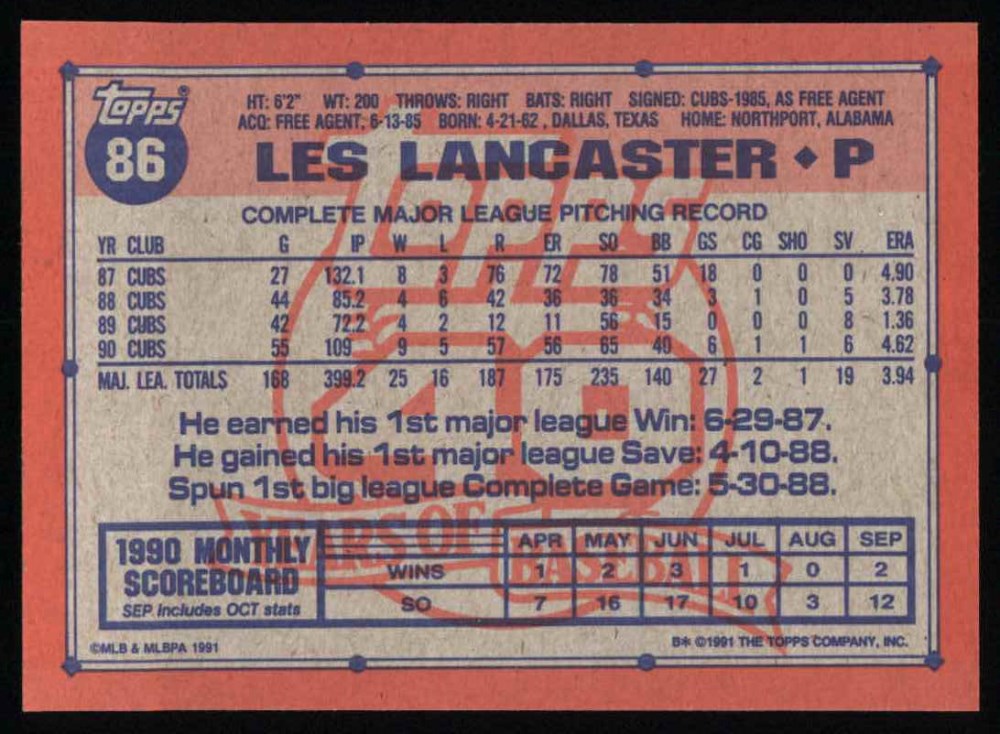 Topps®
86
HT: 6'2" WT: 200 THROWS: RIGHT BATS: RIGHT SIGNED: CUBS-1985, AS FREE AGENT
ACQ: FREE AGENT, 6-13-85 BORN: 4-21-62, DALLAS, TEXAS HOME: NORTHPORT, ALABAMA
LES LANCASTER ◆ P
COMPLETE MAJOR LEAGUE PITCHING RECORD
YR CLUB G IP W L R ER SO BB GS CG SHO SV ERA
87 CUBS 27 132.1 8 3 76 72 78 51 18 0 0 0 4.90
88 CUBS 44 85.2 4 6 42 36 36 34 3 1 0 5 3.78
89 CUBS 42 72.2 4 2 12 11 56 15 0 0 0 8 1.36
90 CUBS 55 109 9 5 57 56 65 40 6 1 1 6 4.62
MAJ. LEA. TOTALS 168 399.2 25 16 187 175 235 140 27 2 1 19 3.94
He earned his 1st major league Win: 6-29-87.
He gained his 1st major league Save: 4-10-88.
Spun 1st big league Complete Game: 5-30-88.
Topps
40
YEARS OF
BASEBALL
1990 MONTHLY
SCOREBOARD
SEP includes OCT stats
APR MAY JUN JUL AUG SEP
WINS 1 2 3 1 0 2
SO 7 16 17 10 3 12
©MLB & MLBPA 1991
B* ©1991 THE TOPPS COMPANY, INC.